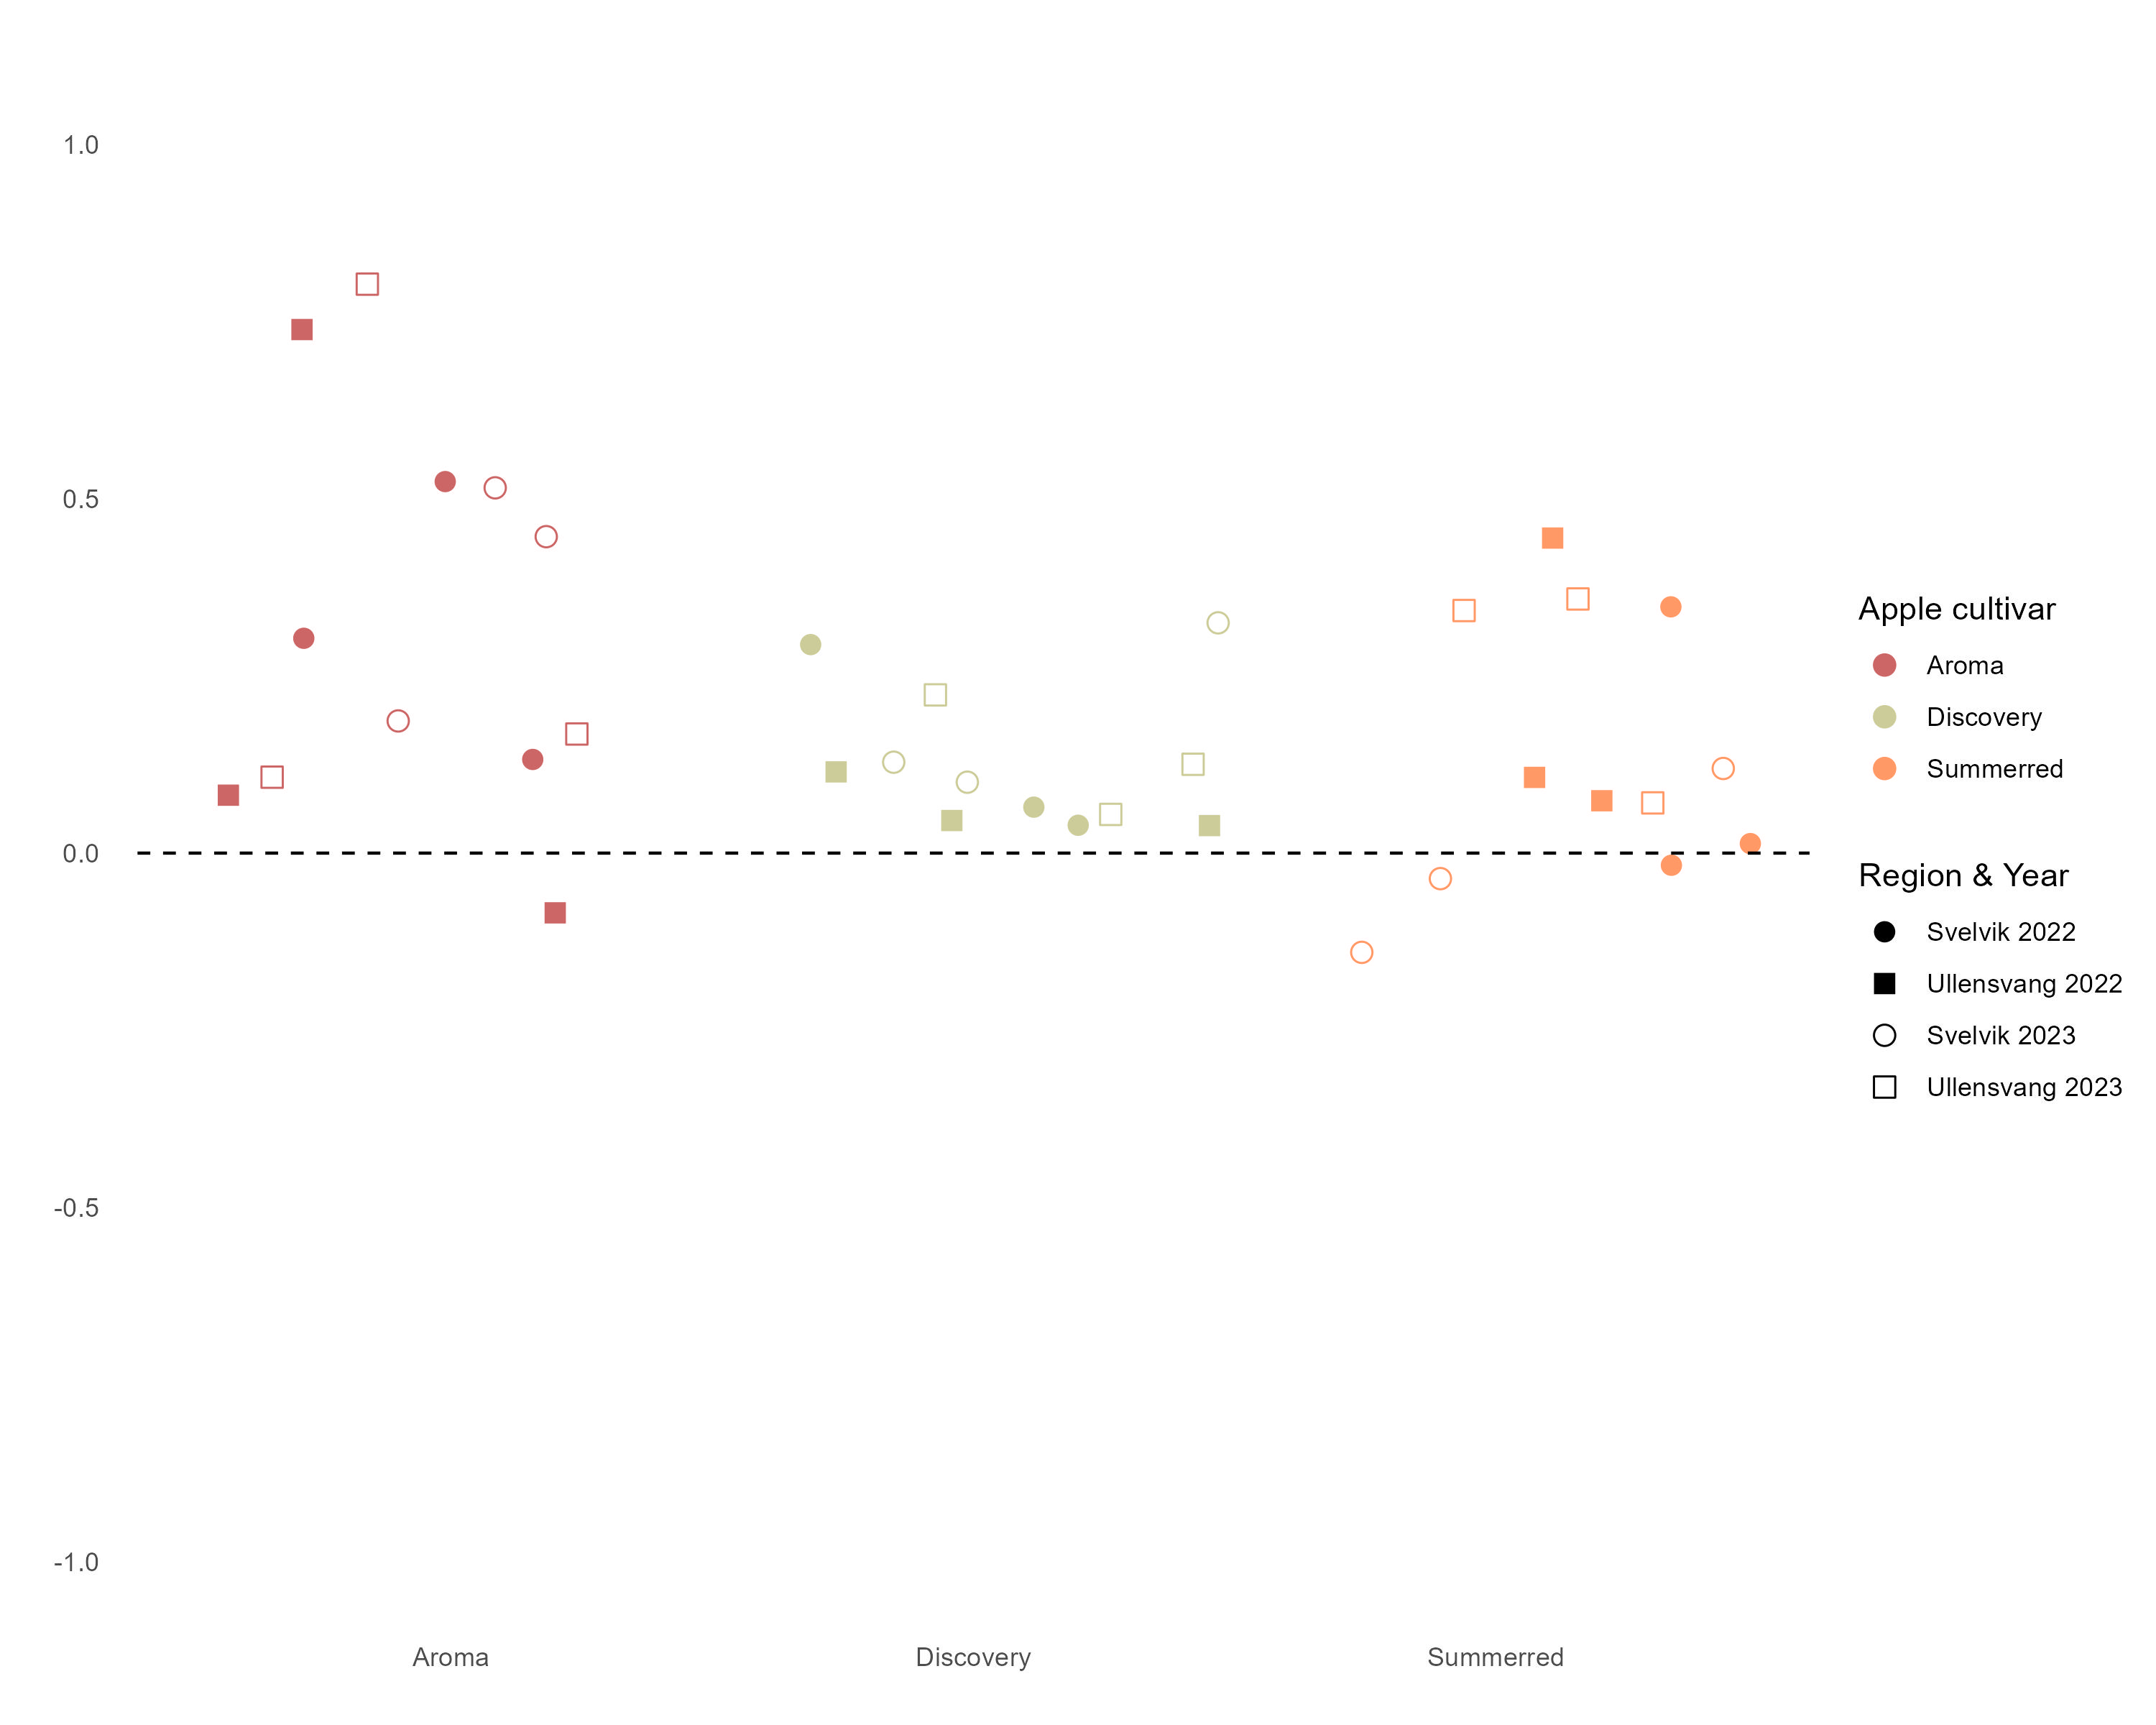 1.0
0.5
0.0
-0.5
-1.0
Aroma
Discovery
Summerred
Apple cultivar
Aroma
Discovery
Summerred
Region & Year
Svelvik 2022
Ullensvang 2022
Svelvik 2023
Ullensvang 2023